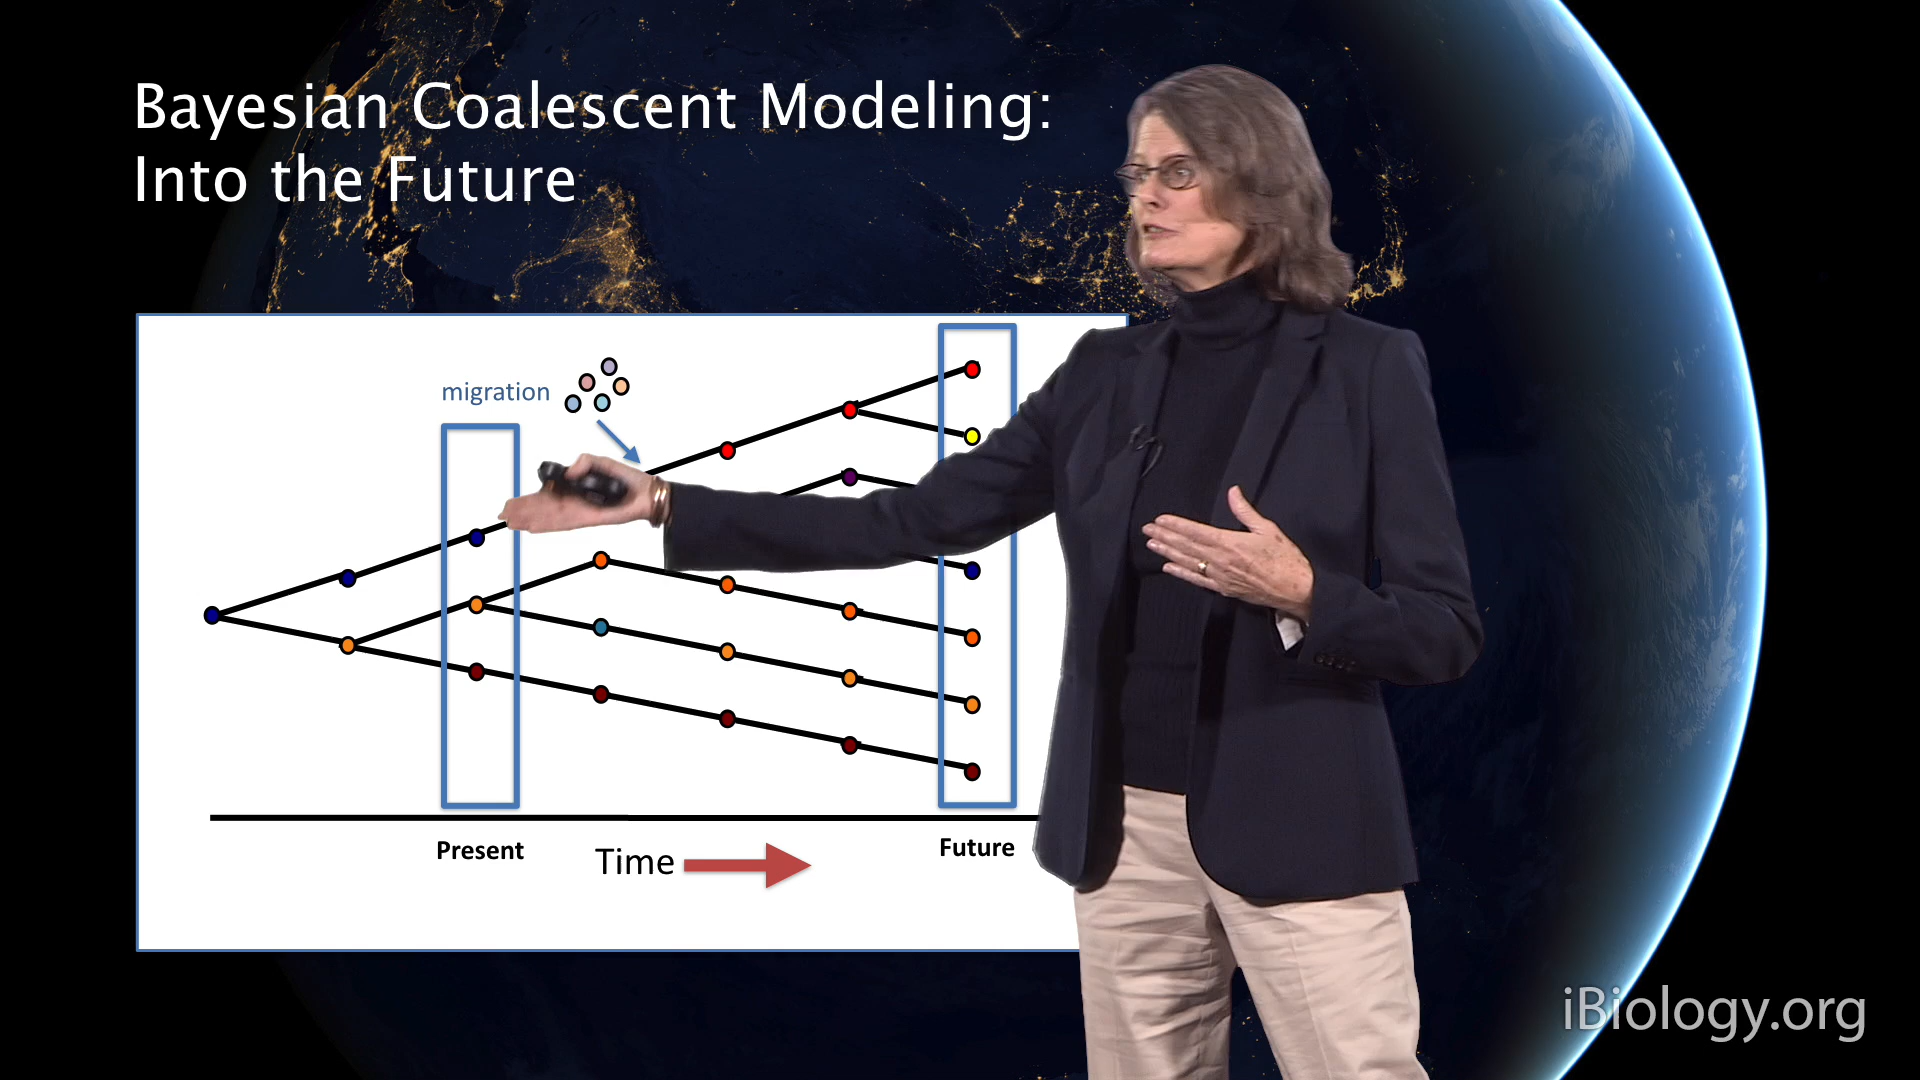 Bayesian Coalescent Modeling:
Into the Future
migration
Present
Time
Future
iBiology.org